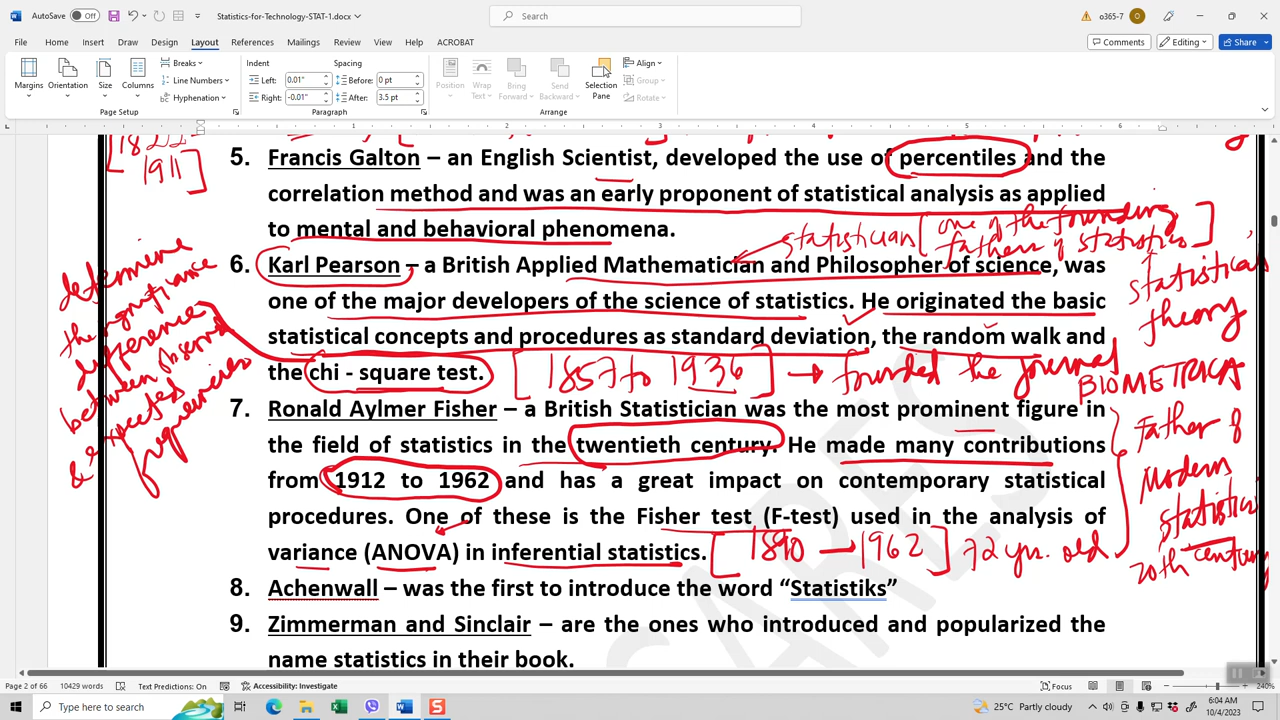 AutoSave Off Statistics-for-Technology-STAT-1.docx Search o365-7 O
File Home Insert Draw Design Layout References Mailings Review View Help ACROBAT Comments Editing Share
Margins Orientation Size Columns Breaks Line Numbers Hyphenation
Indent Left: 0.01" Right: -0.01"
Spacing Before: 0 pt After: 3.5 pt
Position Wrap Text Bring Forward Send Backward Selection Pane Align Group Rotate
Page Setup Paragraph Arrange
1 2 3 4 5 6
1822
1911
5. Francis Galton – an English Scientist, developed the use of percentiles and the
correlation method and was an early proponent of statistical analysis as applied
to mental and behavioral phenomena.
statistician [one of the founding
fathers of statistics]
6. Karl Pearson – a British Applied Mathematician and Philosopher of science, was
one of the major developers of the science of statistics. He originated the basic
statistical concepts and procedures as standard deviation, the random walk and
the chi - square test. [1857 to 1936] → founded the journal
BIOMETRICA
statistical
theory
determine
the significance
difference
between observed
& expected
frequencies
7. Ronald Aylmer Fisher – a British Statistician was the most prominent figure in
the field of statistics in the twentieth century. He made many contributions
from 1912 to 1962 and has a great impact on contemporary statistical
procedures. One of these is the Fisher test (F-test) used in the analysis of
variance (ANOVA) in inferential statistics. [1890 → 1962] 72 yrs. old
Father of
Modern
statistics
20th century
8. Achenwall – was the first to introduce the word “Statistiks”
9. Zimmerman and Sinclair – are the ones who introduced and popularized the
name statistics in their book.
Page 2 of 66 10429 words Text Predictions: On Accessibility: Investigate Focus 240%
Type here to search 25°C Partly cloudy 6:04 AM
10/4/2023